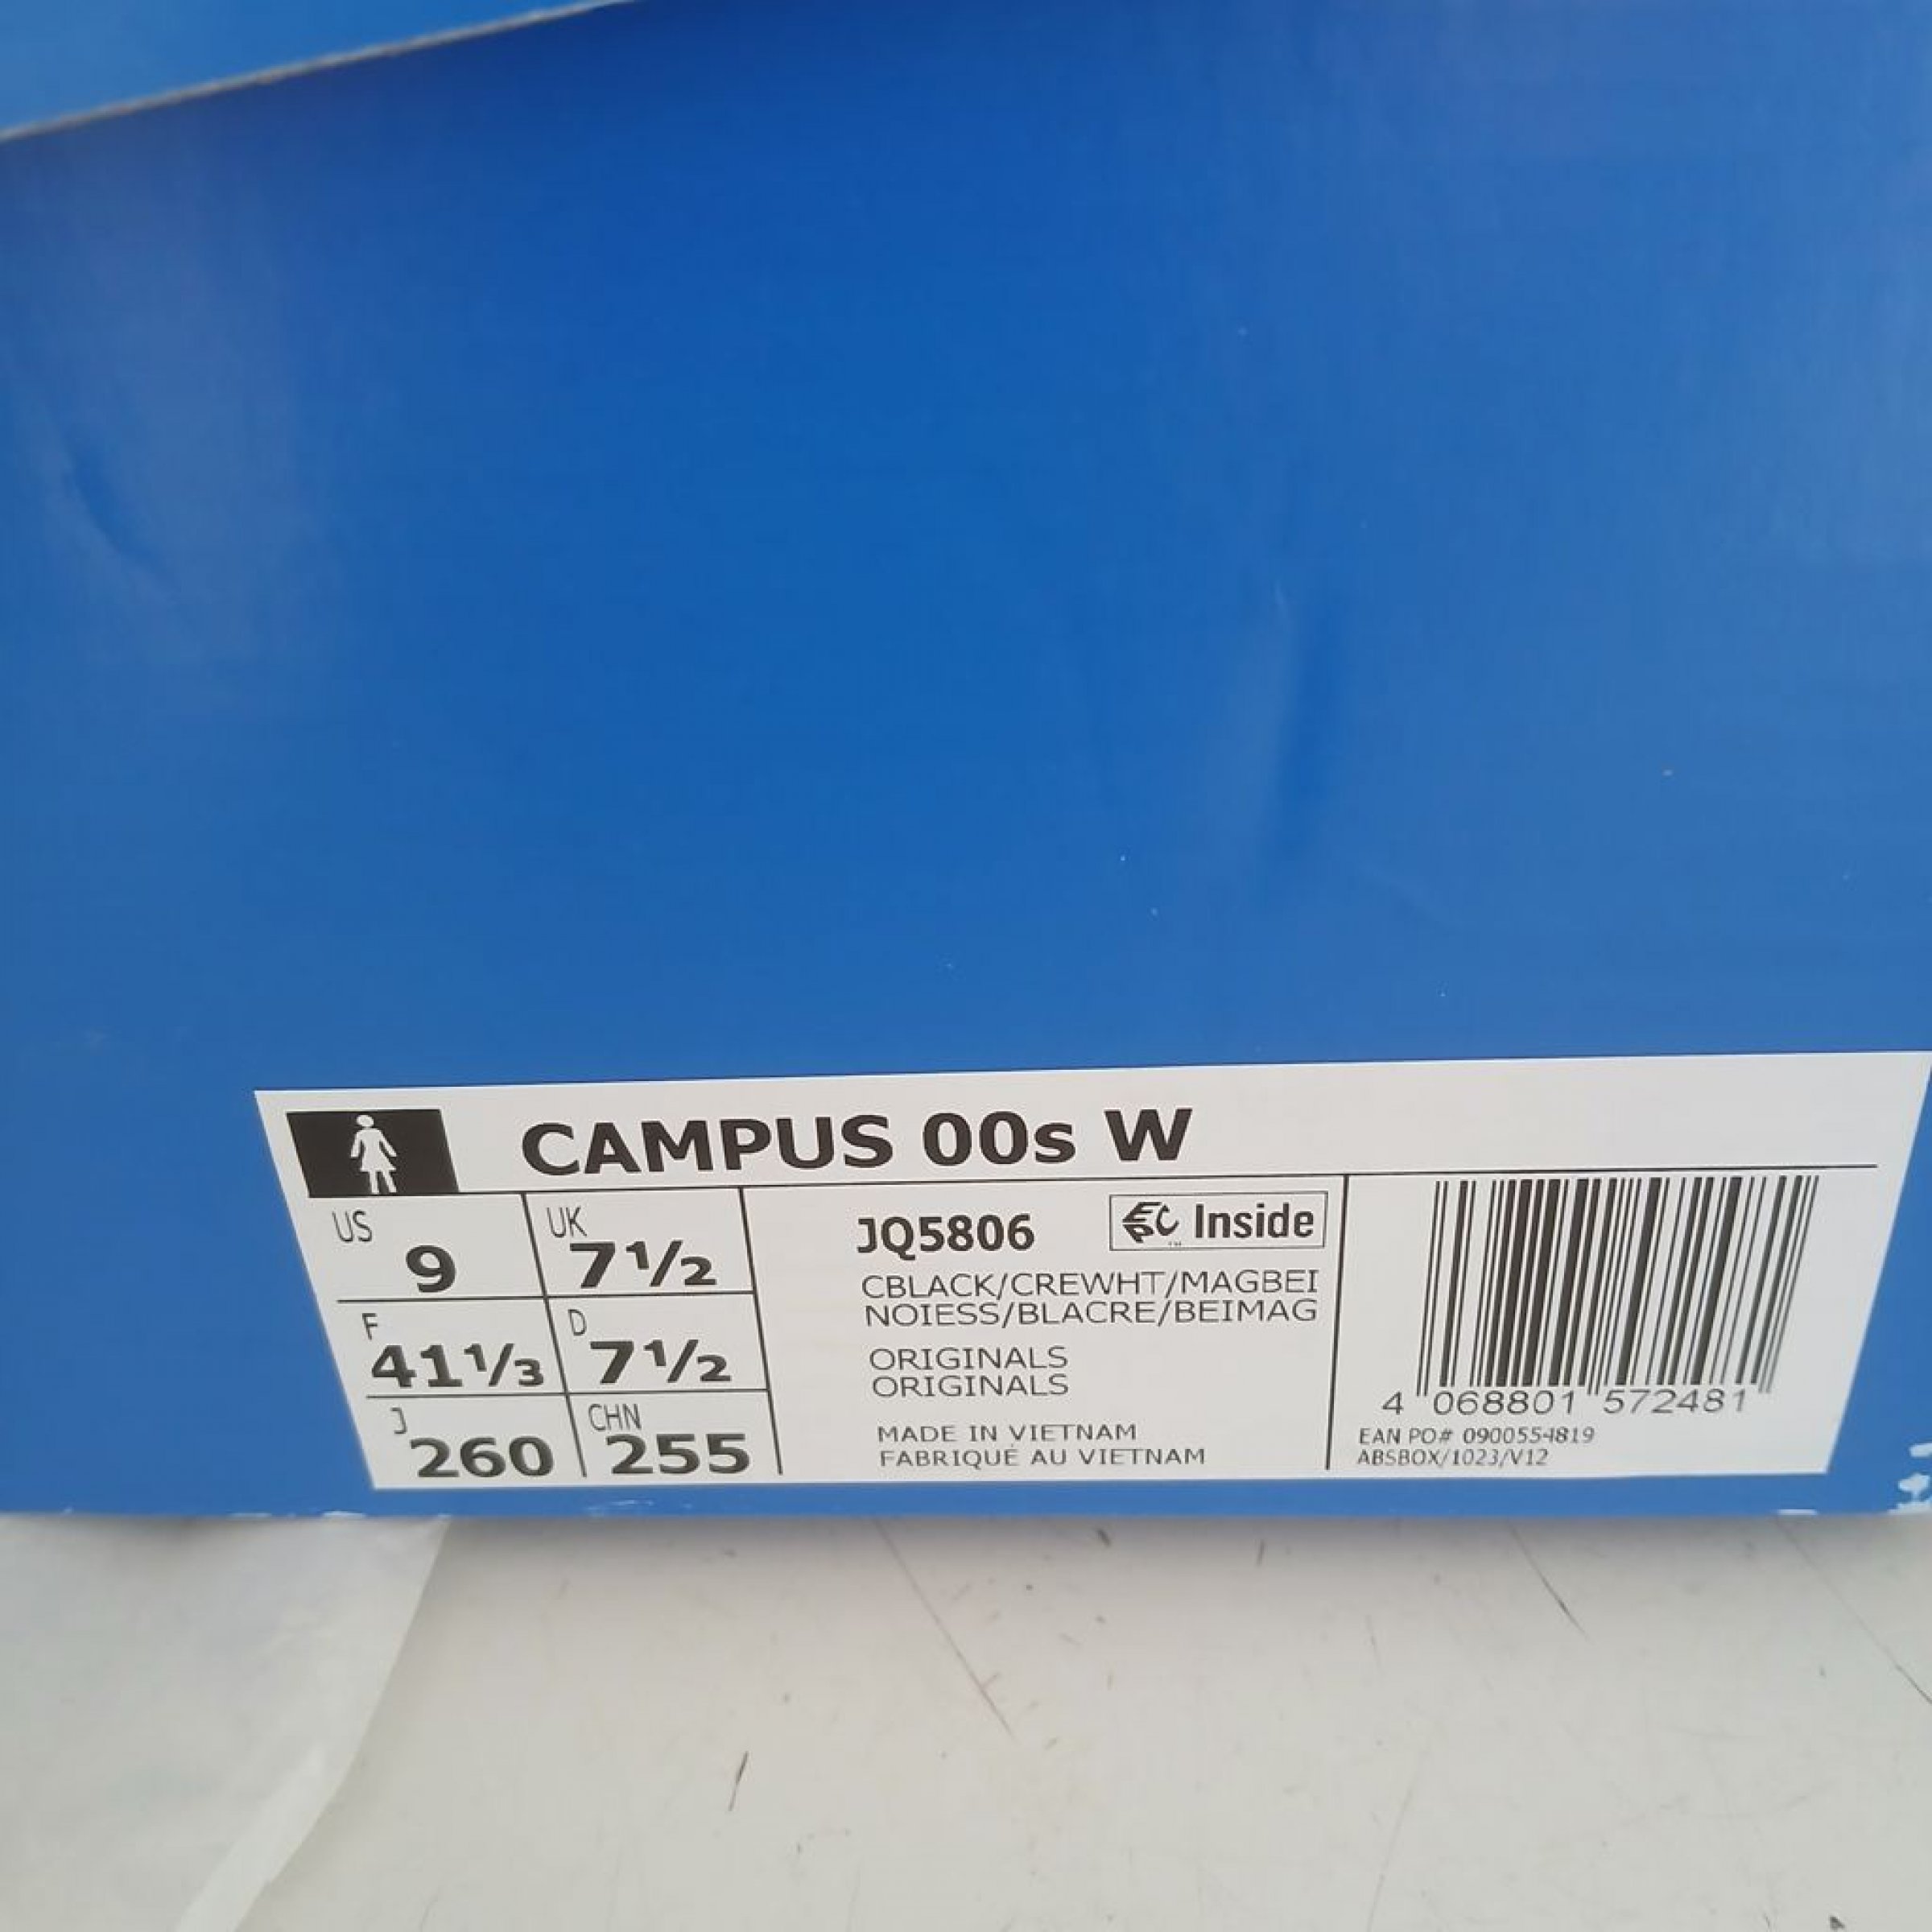 CAMPUS 00s W
US 9 UK 7½
F 41⅓ D 7½
J 260 CHN 255
JQ5806 EPC Inside
CBLACK/CREWHT/MAGBEI
NOIESS/BLACRE/BEIMAG
ORIGINALS
ORIGINALS
MADE IN VIETNAM
FABRIQUÉ AU VIETNAM
4 068801 572481
EAN PO# 0900554819
ABSBOX/1023/V12